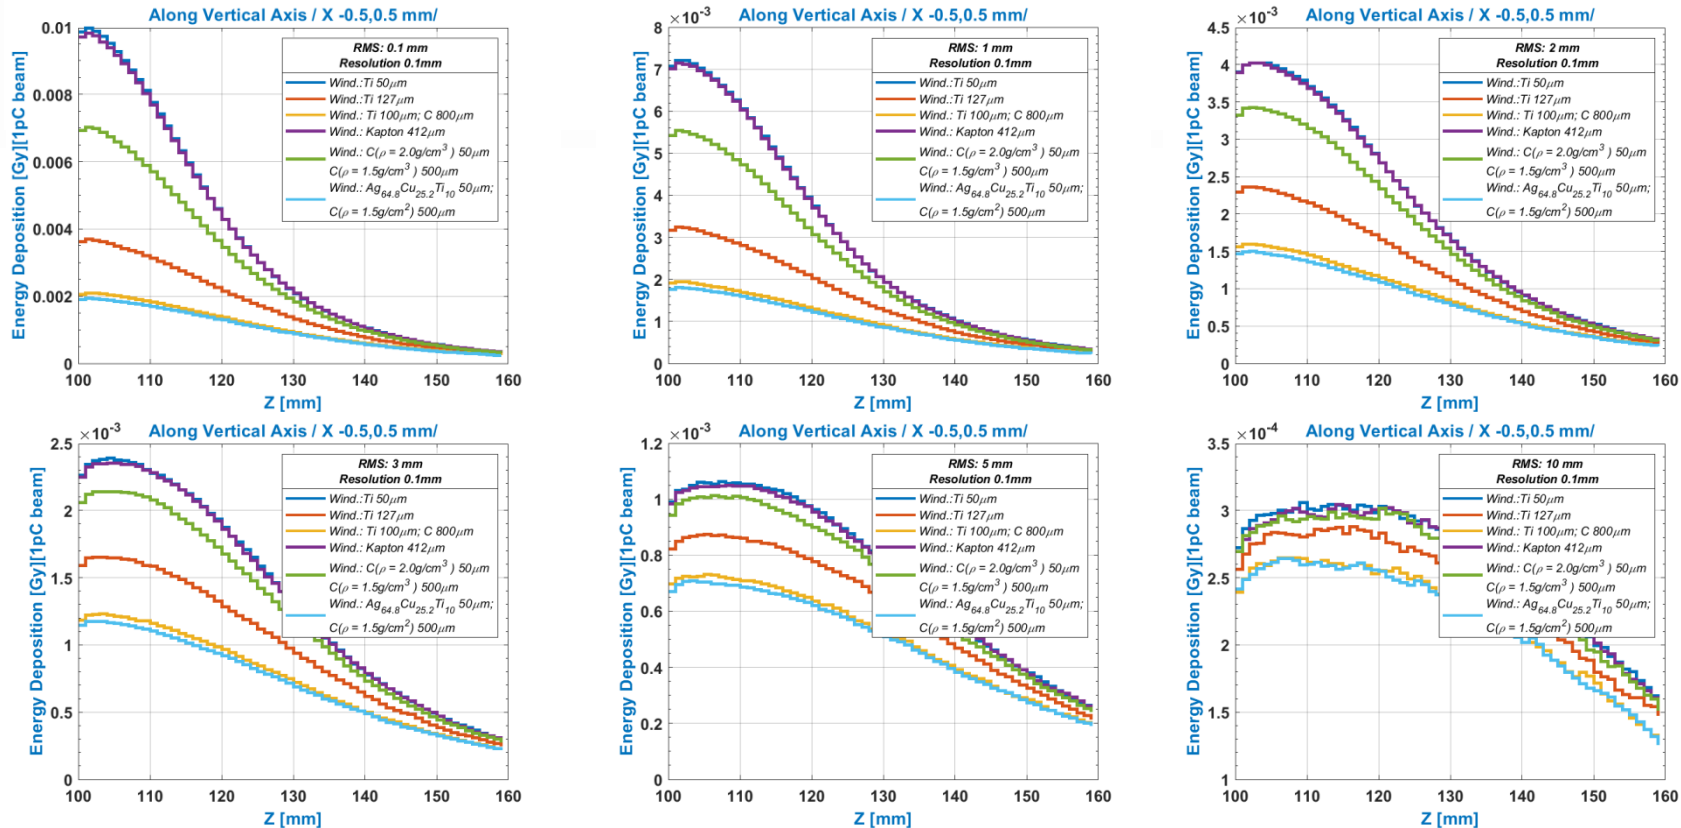 Along Vertical Axis / X -0.5,0.5 mm/
Energy Deposition [Gy][1pC beam]
0.01
0.008
0.006
0.004
0.002
0
RMS: 0.1 mm
Resolution 0.1mm
Wind.:Ti 50μm
Wind.:Ti 127μm
Wind.: Ti 100μm; C 800μm
Wind.: Kapton 412μm
Wind.: C(ρ = 2.0g/cm³ ) 50μm
C(ρ = 1.5g/cm³) 500μm
Wind.: Ag64.8Cu25.2Ti10 50μm;
C(ρ = 1.5g/cm²) 500μm
100 110 120 130 140 150 160
Z [mm]
Along Vertical Axis / X -0.5,0.5 mm/
×10⁻³
Energy Deposition [Gy][1pC beam]
8
7
6
5
4
3
2
1
0
RMS: 1 mm
Resolution 0.1mm
Wind.:Ti 50μm
Wind.:Ti 127μm
Wind.: Ti 100μm; C 800μm
Wind.: Kapton 412μm
Wind.: C(ρ = 2.0g/cm³ ) 50μm
C(ρ = 1.5g/cm³) 500μm
Wind.: Ag64.8Cu25.2Ti10 50μm;
C(ρ = 1.5g/cm²) 500μm
100 110 120 130 140 150 160
Z [mm]
Along Vertical Axis / X -0.5,0.5 mm/
×10⁻³
Energy Deposition [Gy][1pC beam]
4.5
4
3.5
3
2.5
2
1.5
1
0.5
0
RMS: 2 mm
Resolution 0.1mm
Wind.:Ti 50μm
Wind.:Ti 127μm
Wind.: Ti 100μm; C 800μm
Wind.: Kapton 412μm
Wind.: C(ρ = 2.0g/cm³ ) 50μm
C(ρ = 1.5g/cm³) 500μm
Wind.: Ag64.8Cu25.2Ti10 50μm;
C(ρ = 1.5g/cm²) 500μm
100 110 120 130 140 150 160
Z [mm]
Along Vertical Axis / X -0.5,0.5 mm/
×10⁻³
Energy Deposition [Gy][1pC beam]
2.5
2
1.5
1
0.5
0
RMS: 3 mm
Resolution 0.1mm
Wind.:Ti 50μm
Wind.:Ti 127μm
Wind.: Ti 100μm; C 800μm
Wind.: Kapton 412μm
Wind.: C(ρ = 2.0g/cm³ ) 50μm
C(ρ = 1.5g/cm³) 500μm
Wind.: Ag64.8Cu25.2Ti10 50μm;
C(ρ = 1.5g/cm²) 500μm
100 110 120 130 140 150 160
Z [mm]
Along Vertical Axis / X -0.5,0.5 mm/
×10⁻³
Energy Deposition [Gy][1pC beam]
1.2
1
0.8
0.6
0.4
0.2
0
RMS: 5 mm
Resolution 0.1mm
Wind.:Ti 50μm
Wind.:Ti 127μm
Wind.: Ti 100μm; C 800μm
Wind.: Kapton 412μm
Wind.: C(ρ = 2.0g/cm³ ) 50μm
C(ρ = 1.5g/cm³) 500μm
Wind.: Ag64.8Cu25.2Ti10 50μm;
C(ρ = 1.5g/cm²) 500μm
100 110 120 130 140 150 160
Z [mm]
Along Vertical Axis / X -0.5,0.5 mm/
×10⁻⁴
Energy Deposition [Gy][1pC beam]
3.5
3
2.5
2
1.5
1
RMS: 10 mm
Resolution 0.1mm
Wind.:Ti 50μm
Wind.:Ti 127μm
Wind.: Ti 100μm; C 800μm
Wind.: Kapton 412μm
Wind.: C(ρ = 2.0g/cm³ ) 50μm
C(ρ = 1.5g/cm³) 500μm
Wind.: Ag64.8Cu25.2Ti10 50μm;
C(ρ = 1.5g/cm²) 500μm
100 110 120 130 140 150 160
Z [mm]